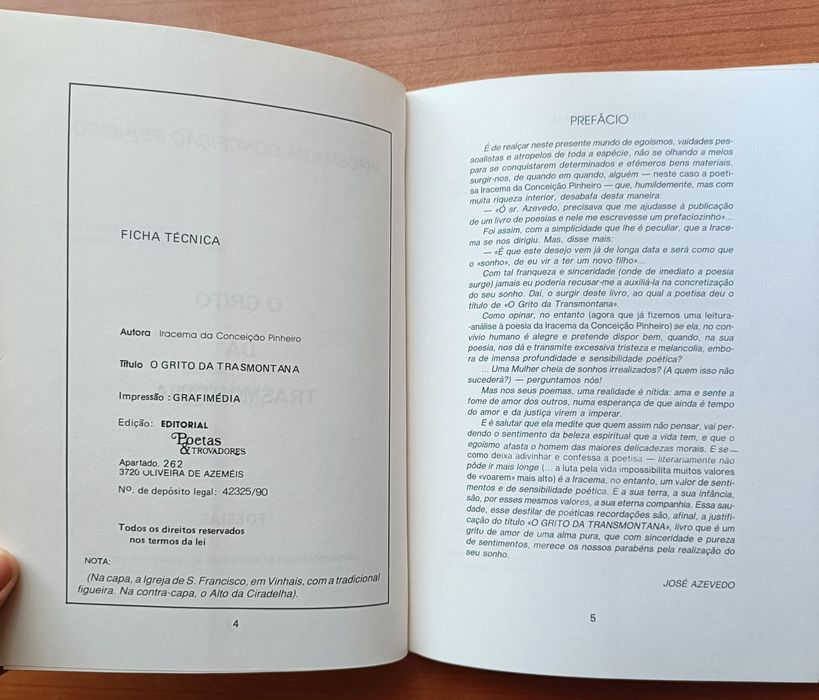 FICHA TÉCNICA
Autora Iracema da Conceição Pinheiro
Título O GRITO DA TRASMONTANA
Impressão : GRAFIMÉDIA
Edição: EDITORIAL
Poetas
& TROVADORES
Apartado, 262
3720 OLIVEIRA DE AZEMÉIS
Nº. de depósito legal: 42325/90
Todos os direitos reservados
nos termos da lei
NOTA:
(Na capa, a Igreja de S. Francisco, em Vinhais, com a tradicional
figueira. Na contra-capa, o Alto da Ciradelha).
4
PREFÁCIO
É de realçar neste presente mundo de egoísmos, vaidades pes-
soalistas e atropelos de toda a espécie, não se olhando a meios
para se conquistarem determinados e efémeros bens materiais,
surgir-nos, de quando em quando, alguém — neste caso a poeti-
sa Iracema da Conceição Pinheiro — que, humildemente, mas com
muita riqueza interior, desabafa desta maneira:
— «Ó sr. Azevedo, precisava que me ajudasse à publicação
de um livro de poesias e nele me escrevesse um prefaciozinho»...
Foi assim, com a simplicidade que lhe é peculiar, que a Irace-
ma se nos dirigiu. Mas, disse mais:
— «É que este desejo vem já de longa data e será como que
o «sonho», de eu vir a ter um novo filho»...
Com tal franqueza e sinceridade (onde de imediato a poesia
surge) jamais eu poderia recusar-me a auxiliá-la na concretização
do seu sonho. Daí, o surgir deste livro, ao qual a poetisa deu o
título de «O Grito da Transmontana».
Como opinar, no entanto (agora que já fizemos uma leitura-
-análise à poesia da Iracema da Conceição Pinheiro) se ela, no con-
vívio humano é alegre e pretende dispor bem, quando, na sua
poesia, nos dá e transmite excessiva tristeza e melancolia, embo-
ra de imensa profundidade e sensibilidade poética?
... Uma Mulher cheia de sonhos irrealizados? (A quem isso não
sucederá?) — perguntamos nós!
Mas nos seus poemas, uma realidade é nítida: ama e sente a
fome de amor dos outros, numa esperança de que ainda é tempo
do amor e da justiça virem a imperar.
E é salutar que ela medite que quem assim não pensar, vai per-
dendo o sentimento da beleza espiritual que a vida tem, e que o
egoísmo afasta o homem das maiores delicadezas morais. E se—
como deixa adivinhar e confessa a poetisa — literariamente não
pôde ir mais longe (... a luta pela vida impossibilita muitos valores
de «voarem» mais alto) é a Iracema, no entanto, um valor de senti-
mentos e de sensibilidade poética. E a sua terra, a sua infância,
são, por esses mesmos valores, a sua eterna companhia. Essa sau-
dade, esse desfilar de poéticas recordações são, afinal, a justifi-
cação do título «O GRITO DA TRANSMONTANA», livro que é um
grito de amor de uma alma pura, que com sinceridade e pureza
de sentimentos, merece os nossos parabéns pela realização do
seu sonho.
JOSÉ AZEVEDO
5